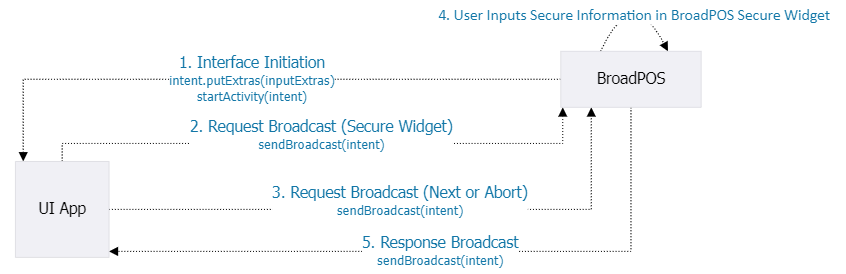 4. User Inputs Secure Information in BroadPOS Secure Widget
1. Interface Initiation
intent.putExtras(inputExtras)
startActivity(intent)
BroadPOS
2. Request Broadcast (Secure Widget)
sendBroadcast(intent)
UI App
3. Request Broadcast (Next or Abort)
sendBroadcast(intent)
5. Response Broadcast
sendBroadcast(intent)